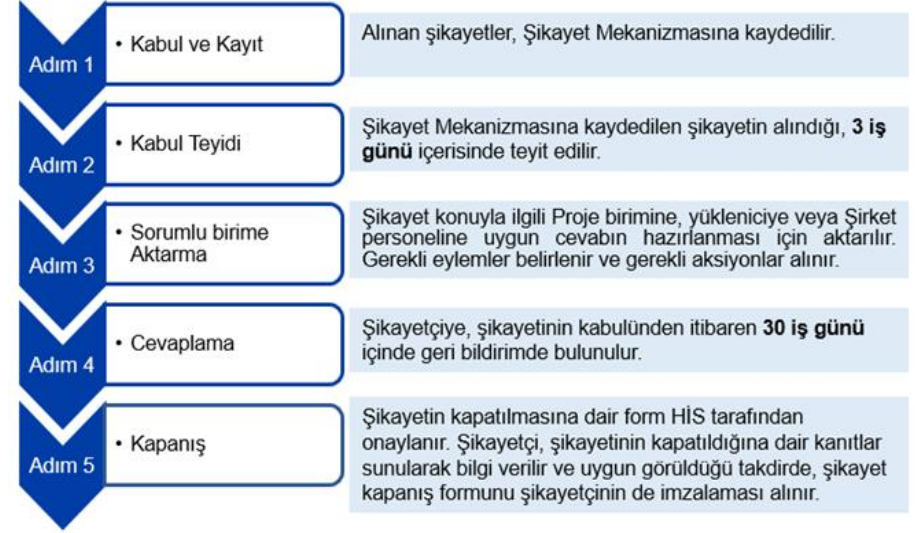 Adım 1
• Kabul ve Kayıt
Alınan şikayetler, Şikayet Mekanizmasına kaydedilir.
Adım 2
• Kabul Teyidi
Şikayet Mekanizmasına kaydedilen şikayetin alındığı, 3 iş
günü içerisinde teyit edilir.
Adım 3
• Sorumlu birime
Aktarma
Şikayet konuyla ilgili Proje birimine, yükleniciye veya Şirket
personeline uygun cevabın hazırlanması için aktarılır.
Gerekli eylemler belirlenir ve gerekli aksiyonlar alınır.
Adım 4
• Cevaplama
Şikayetçiye, şikayetinin kabulünden itibaren 30 iş günü
içinde geri bildirimde bulunulur.
Adım 5
• Kapanış
Şikayetin kapatılmasına dair form HİS tarafından
onaylanır. Şikayetçi, şikayetinin kapatıldığına dair kanıtlar
sunularak bilgi verilir ve uygun görüldüğü takdirde, şikayet
kapanış formunu şikayetçinin de imzalaması alınır.